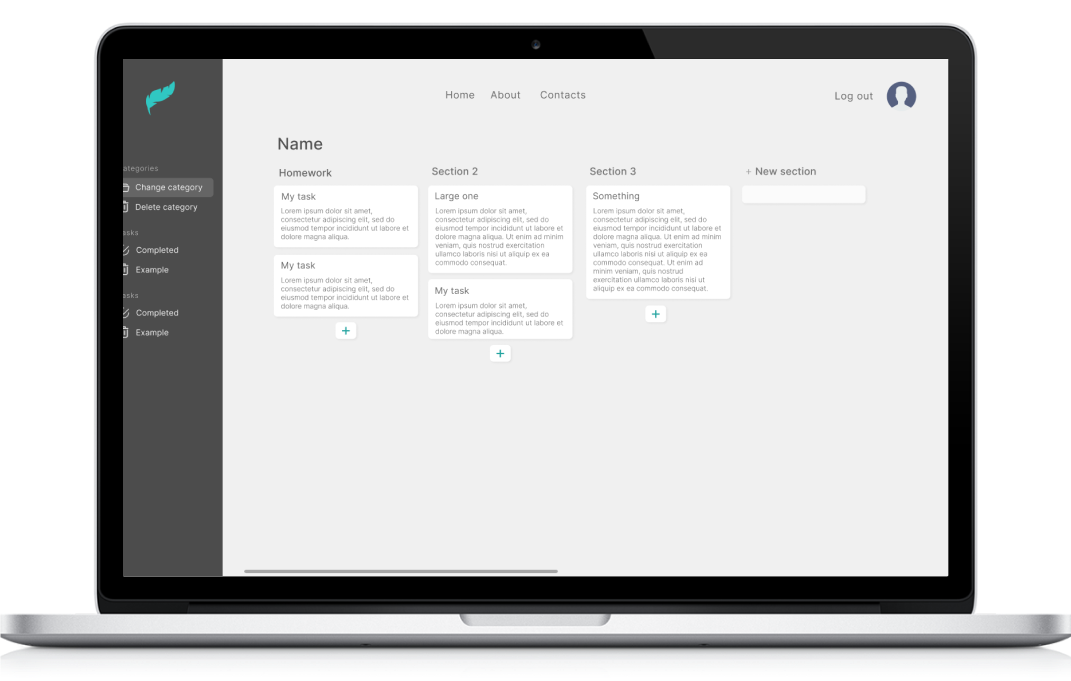 Home About Contacts
Log out
ategories
Change category
Delete category
asks
Completed
Example
asks
Completed
Example
Name
Homework
My task
Lorem ipsum dolor sit amet,
consectetur adipiscing elit, sed do
eiusmod tempor incididunt ut labore et
dolore magna aliqua.
My task
Lorem ipsum dolor sit amet,
consectetur adipiscing elit, sed do
eiusmod tempor incididunt ut labore et
dolore magna aliqua.
+
Section 2
Large one
Lorem ipsum dolor sit amet,
consectetur adipiscing elit, sed do
eiusmod tempor incididunt ut labore et
dolore magna aliqua. Ut enim ad minim
veniam, quis nostrud exercitation
ullamco laboris nisi ut aliquip ex ea
commodo consequat.
My task
Lorem ipsum dolor sit amet,
consectetur adipiscing elit, sed do
eiusmod tempor incididunt ut labore et
dolore magna aliqua.
+
Section 3
Something
Lorem ipsum dolor sit amet,
consectetur adipiscing elit, sed do
eiusmod tempor incididunt ut labore et
dolore magna aliqua. Ut enim ad minim
veniam, quis nostrud exercitation
ullamco laboris nisi ut aliquip ex ea
commodo consequat. Ut enim ad
minim veniam, quis nostrud
exercitation ullamco laboris nisi ut
aliquip ex ea commodo consequat.
+
+ New section